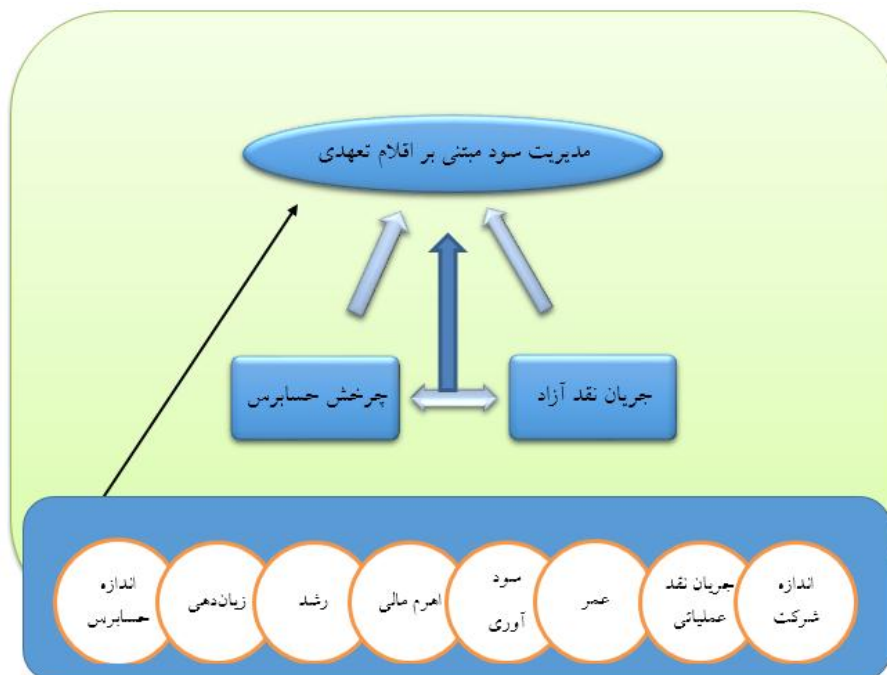 مدیریت سود مبتنی بر اقلام تعهدی
جریان نقد آزاد
چرخش حسابرس
اندازه
شرکت
جریان نقد
عملیاتی
عمر
سود
آوری
اهرم مالی
رشد
زیان‌دهی
اندازه
حسابرس